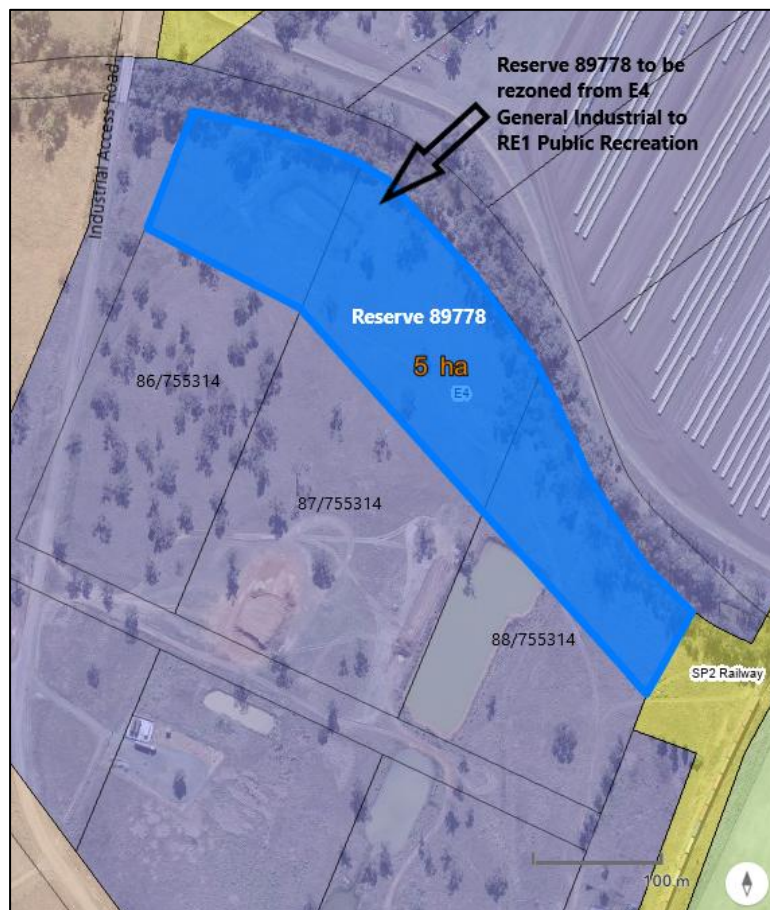 Reserve 89778 to be
rezoned from E4
General Industrial to
RE1 Public Recreation
Industrial Access Road
Reserve 89778
5 ha
E4
86/755314
87/755314
88/755314
SP2 Railway
100 m